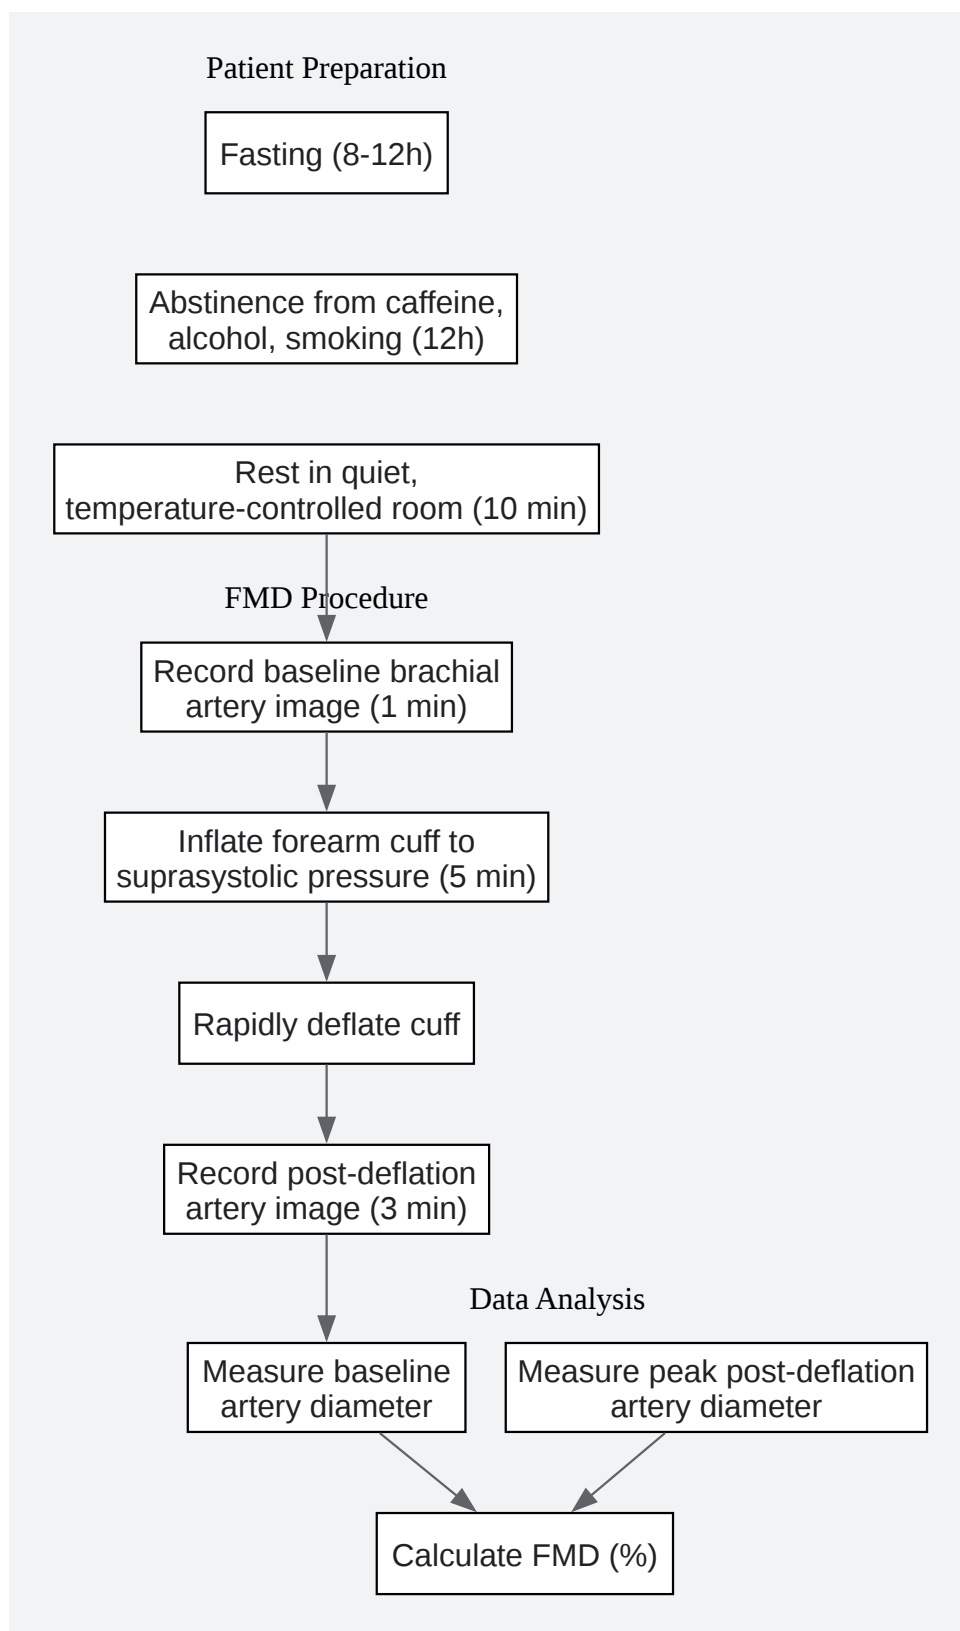 Patient Preparation
Fasting (8-12h)
Abstinence from caffeine,
alcohol, smoking (12h)
Rest in quiet,
temperature-controlled room (10 min)
FMD Procedure
Record baseline brachial
artery image (1 min)
Inflate forearm cuff to
suprasystolic pressure (5 min)
Rapidly deflate cuff
Record post-deflation
artery image (3 min)
Data Analysis
Measure baseline
artery diameter
Measure peak post-deflation
artery diameter
Calculate FMD (%)